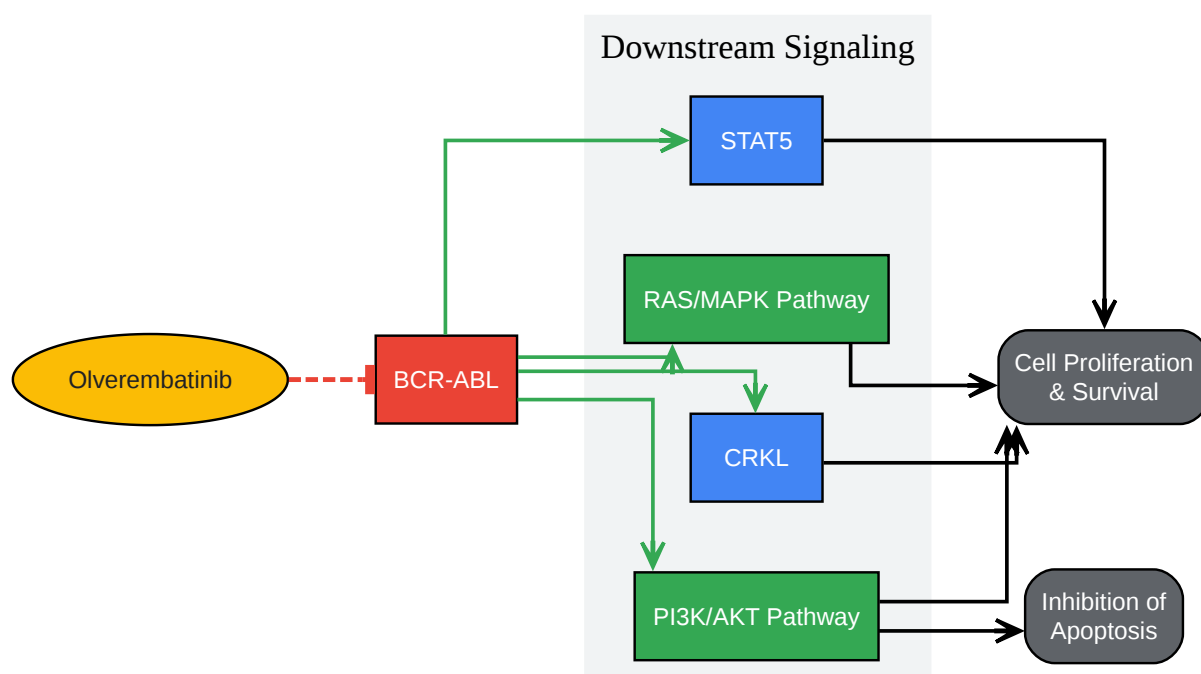 Downstream Signaling
STAT5
RAS/MAPK Pathway
Olverembatinib
BCR-ABL
Cell Proliferation
& Survival
CRKL
PI3K/AKT Pathway
Inhibition of
Apoptosis